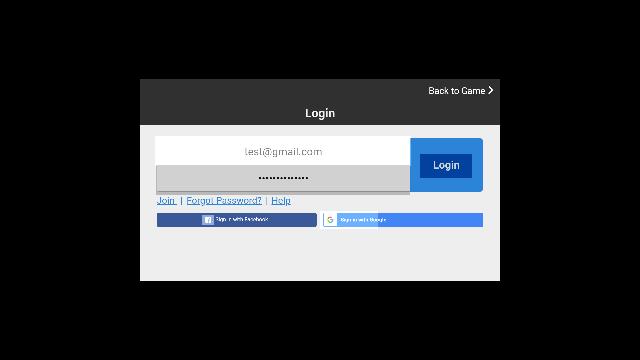 Back to Game
Login
test@gmail.com
••••••••••••••
Login
Join | Forgot Password? | Help
Sign in with Facebook
Sign in with Google